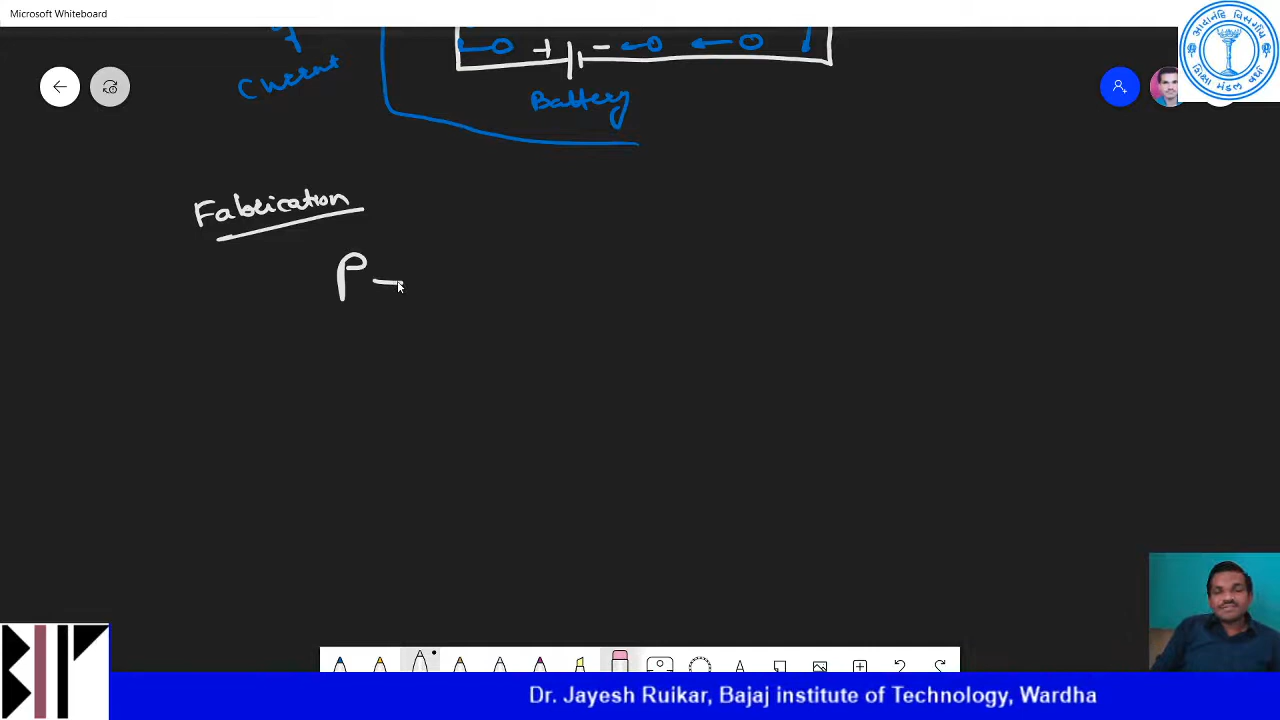 Microsoft Whiteboard
Current
+ -
Battery
Fabrication
P -
Dr. Jayesh Ruikar, Bajaj institute of Technology, Wardha